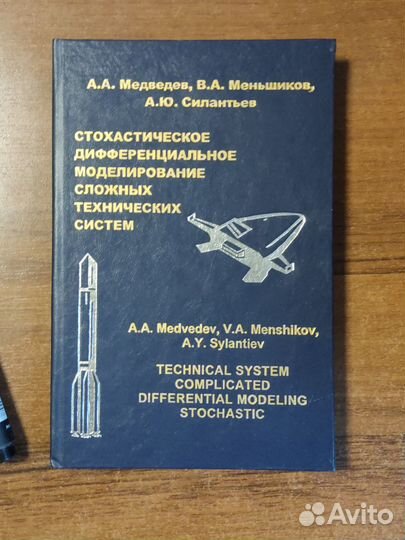 А.А. Медведев, В.А. Меньшиков,
А.Ю. Силантьев
СТОХАСТИЧЕСКОЕ
ДИФФЕРЕНЦИАЛЬНОЕ
МОДЕЛИРОВАНИЕ
СЛОЖНЫХ
ТЕХНИЧЕСКИХ
СИСТЕМ
A.A. Medvedev, V.A. Menshikov,
A.Y. Sylantiev
TECHNICAL SYSTEM
COMPLICATED
DIFFERENTIAL MODELING
STOCHASTIC
Avito